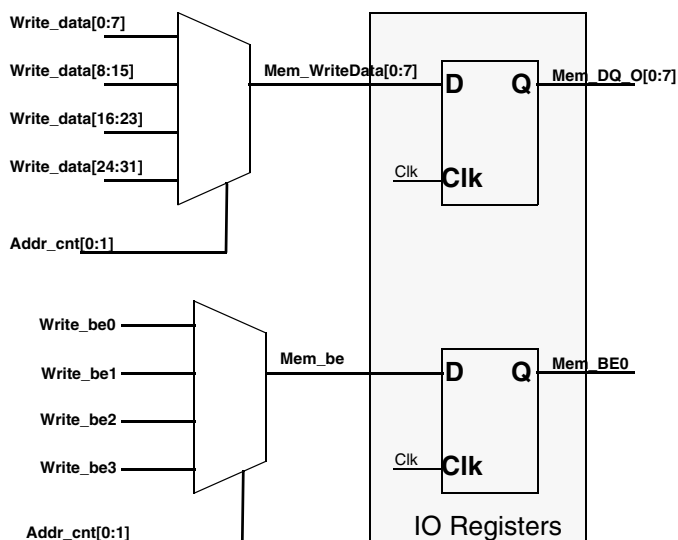 Write_data[0:7]
Write_data[8:15]
Mem_WriteData[0:7]
D
Q
Mem_DQ_O[0:7]
Write_data[16:23]
Write_data[24:31]
Clk
Clk
Addr_cnt[0:1]
Write_be0
Write_be1
Mem_be
D
Q
Mem_BE0
Write_be2
Write_be3
Clk
Clk
Addr_cnt[0:1]
IO Registers